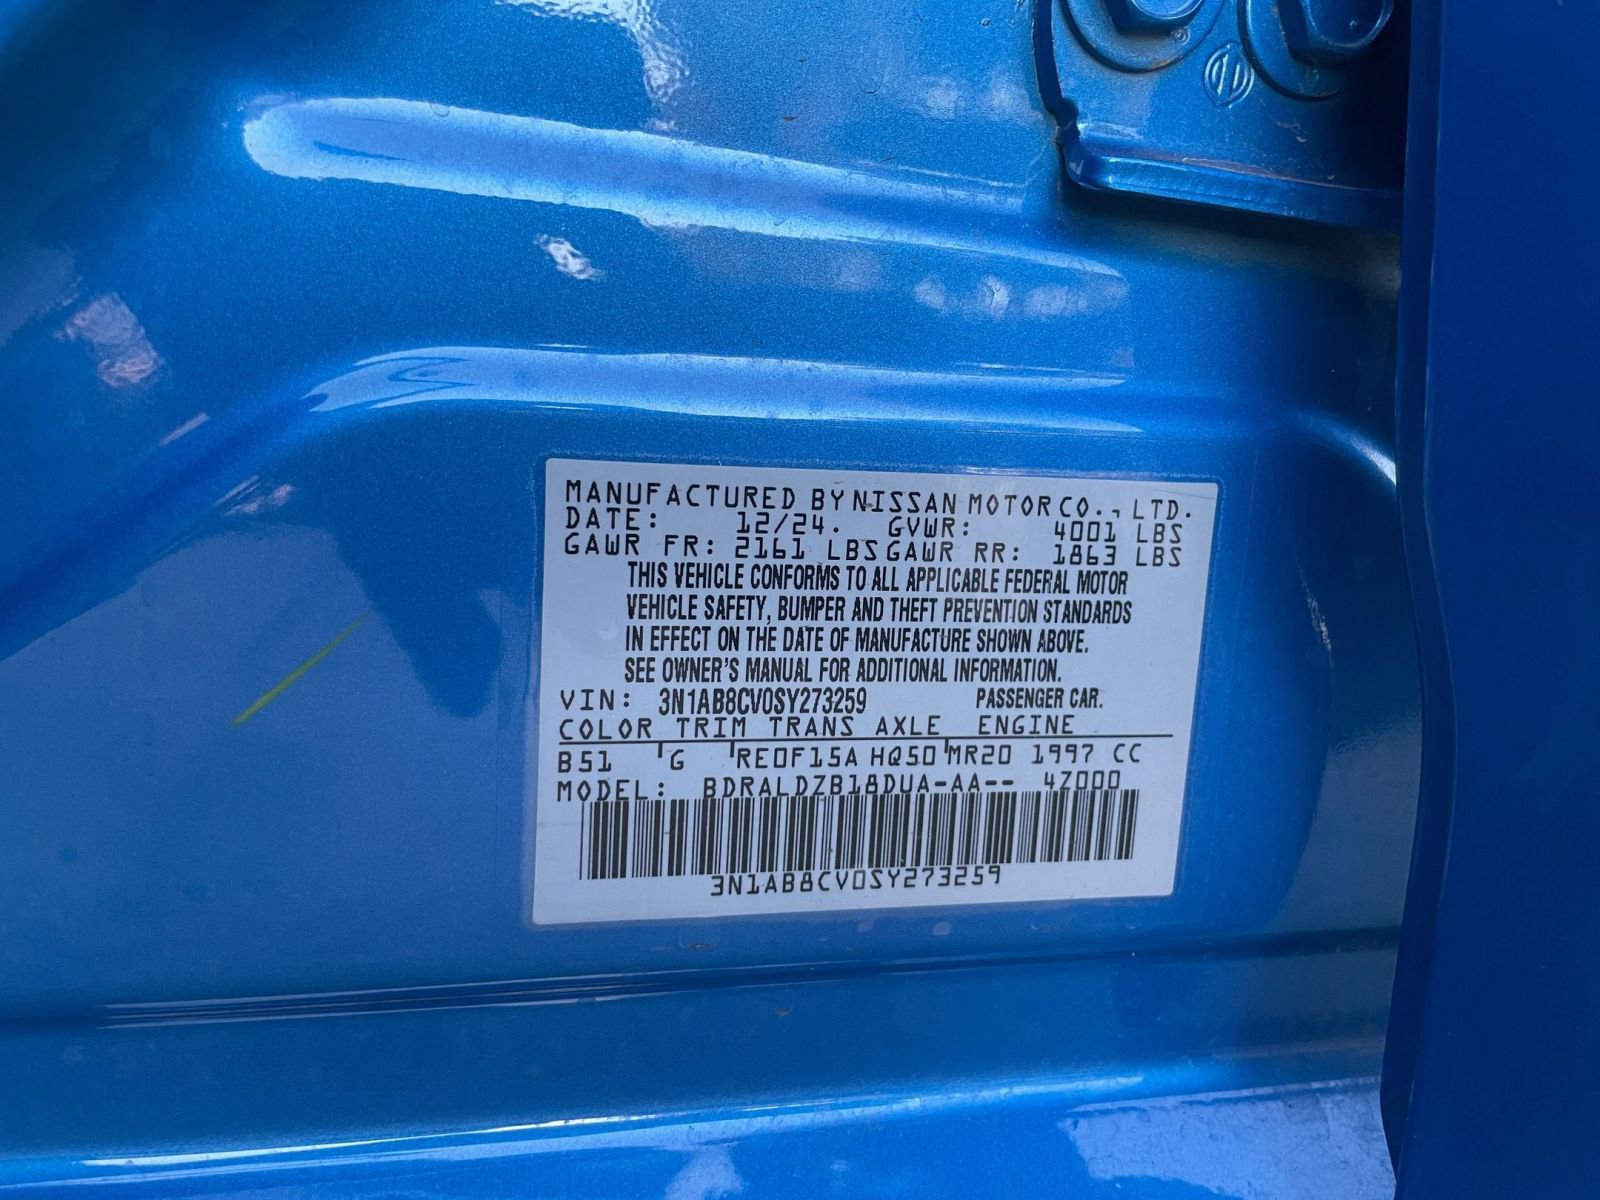 MANUFACTURED BY NISSAN MOTOR CO., LTD.
DATE: 12/24. GVWR: 4001 LBS
GAWR FR: 2161 LBS GAWR RR: 1863 LBS
THIS VEHICLE CONFORMS TO ALL APPLICABLE FEDERAL MOTOR
VEHICLE SAFETY, BUMPER AND THEFT PREVENTION STANDARDS
IN EFFECT ON THE DATE OF MANUFACTURE SHOWN ABOVE.
SEE OWNER'S MANUAL FOR ADDITIONAL INFORMATION.
VIN: 3N1AB8CV0SY273259 PASSENGER CAR.
COLOR TRIM TRANS AXLE ENGINE
B51 G RE0F15A HQ50 MR20 1997 CC
MODEL: BDRALDZB18DUA-AA-- 4Z000
3N1AB8CV0SY273259